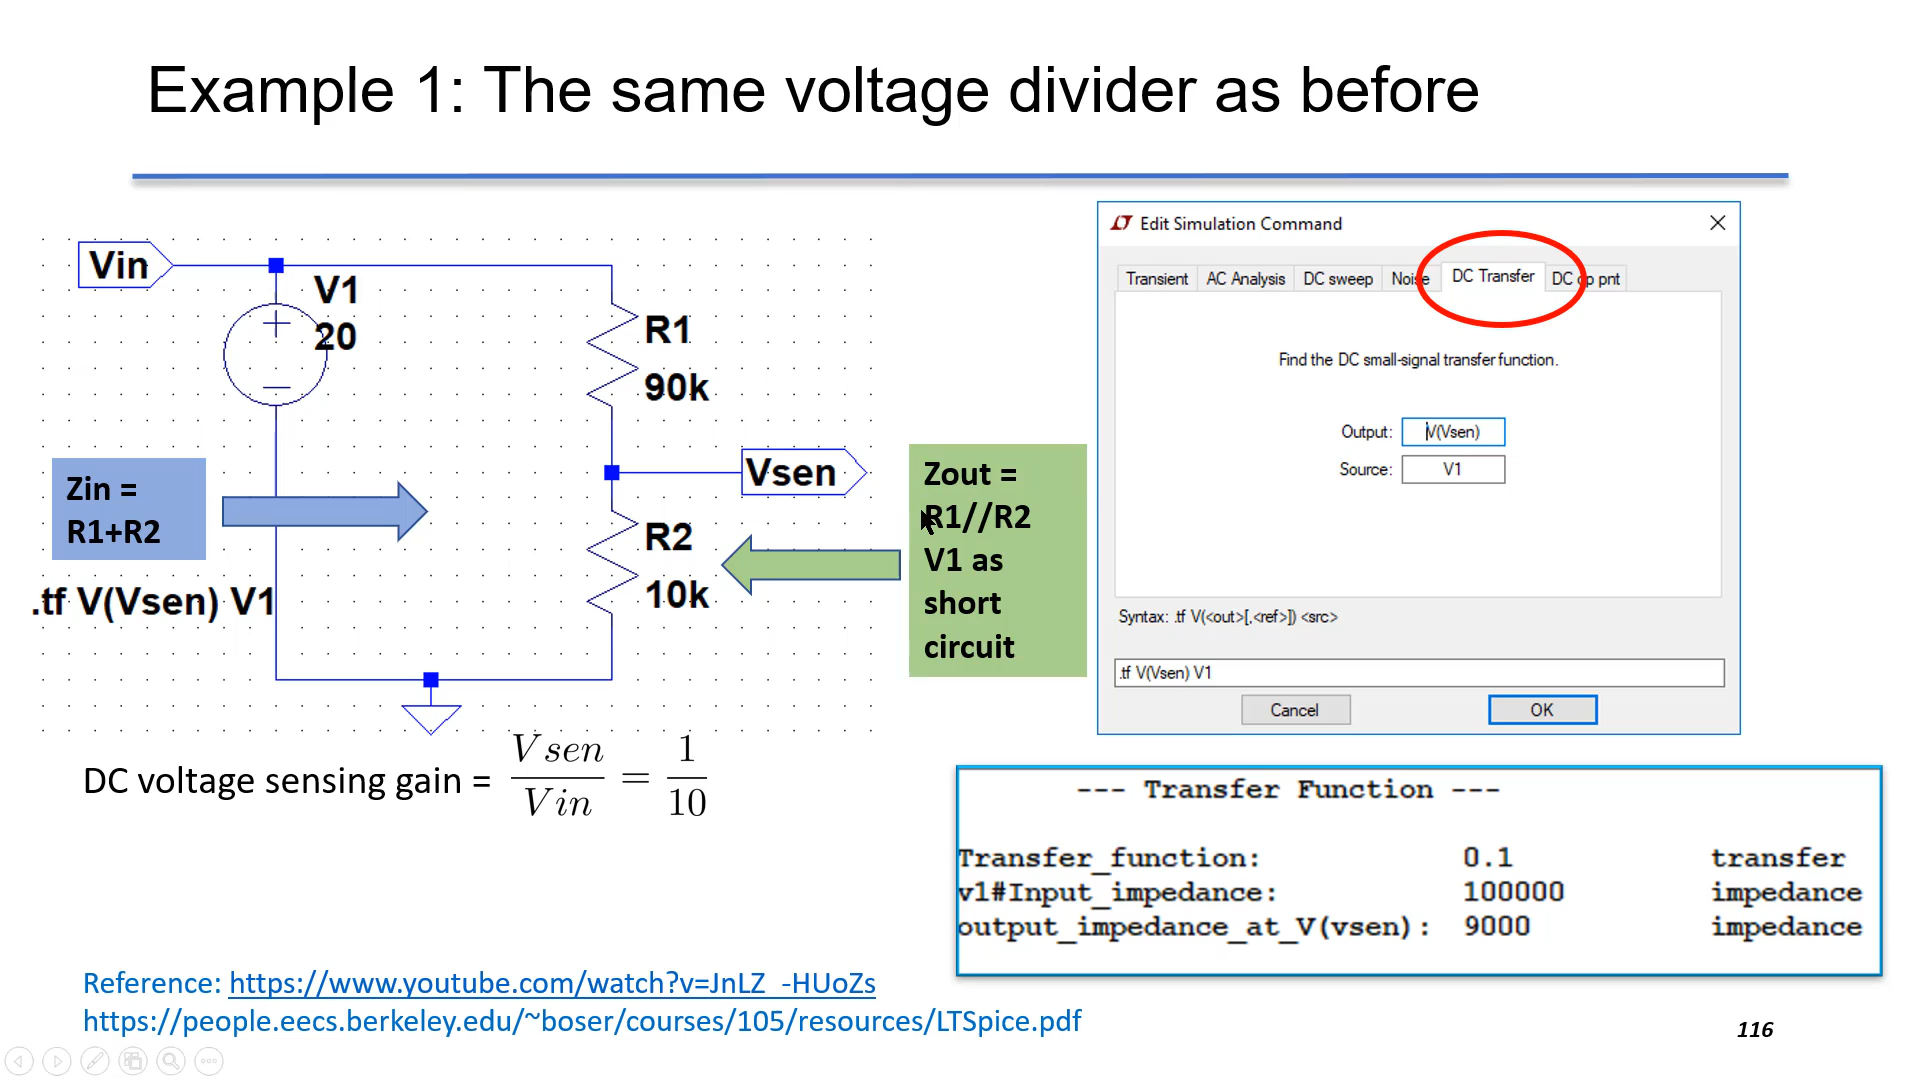 Example 1: The same voltage divider as before
Vin
V1
20
R1
90k
Vsen
R2
10k
Zin =
R1+R2
.tf V(Vsen) V1
Zout =
R1//R2
V1 as
short
circuit
DC voltage sensing gain = Vsen/Vin = 1/10
Edit Simulation Command
Transient AC Analysis DC sweep Noise DC Transfer DC op pnt
Find the DC small-signal transfer function.
Output: V(Vsen)
Source: V1
Syntax: .tf V(<out>[,<ref>]) <src>
.tf V(Vsen) V1
Cancel OK
--- Transfer Function ---
Transfer_function: 0.1 transfer
v1#Input_impedance: 100000 impedance
output_impedance_at_V(vsen): 9000 impedance
Reference: https://www.youtube.com/watch?v=JnLZ_-HUoZs
https://people.eecs.berkeley.edu/~boser/courses/105/resources/LTSpice.pdf
116